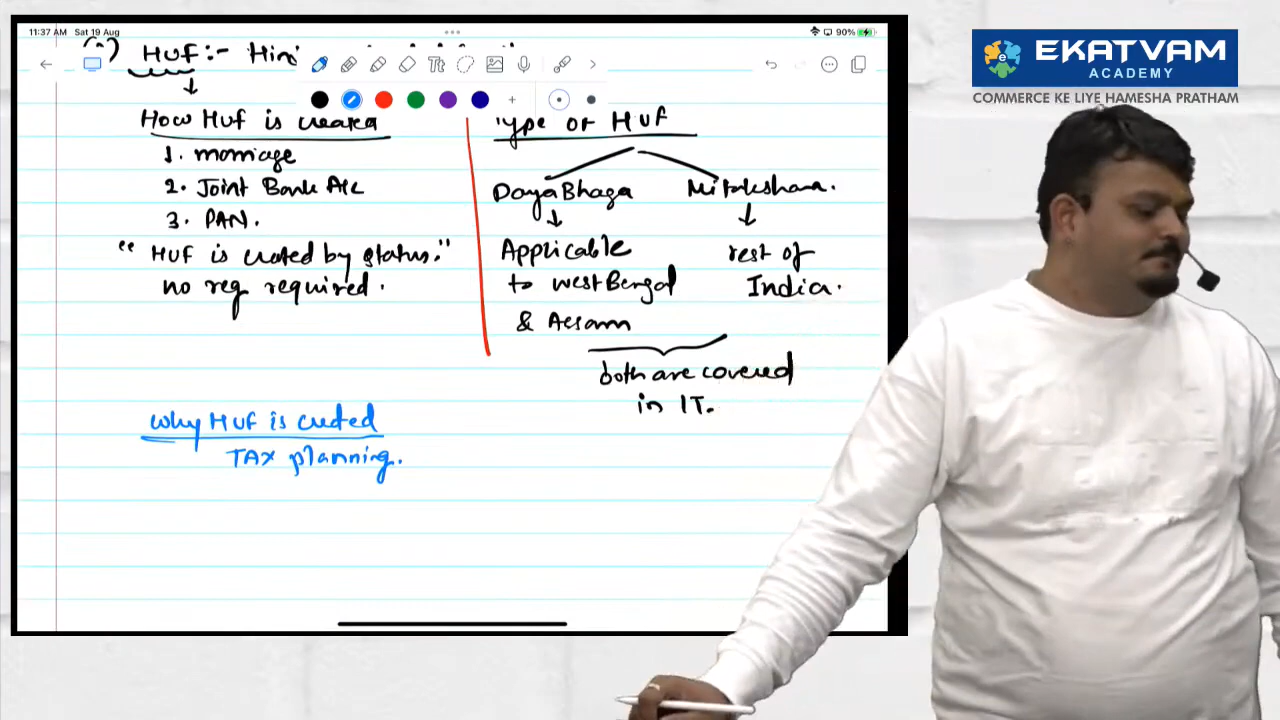 11:37 AM Sat 19 Aug
90%
(a) HUF:-
How HUF is created
1. marriage
2. Joint Bank A/c
3. PAN.
"HUF is created by status."
no reg required.
Type of HUF
DayaBhaga
Mitakshara.
Applicable
to west Bengal
& Assam
rest of
India.
both are covered
in IT.
Why HUF is created
TAX planning.
EKATVAM
ACADEMY
COMMERCE KE LIYE HAMESHA PRATHAM